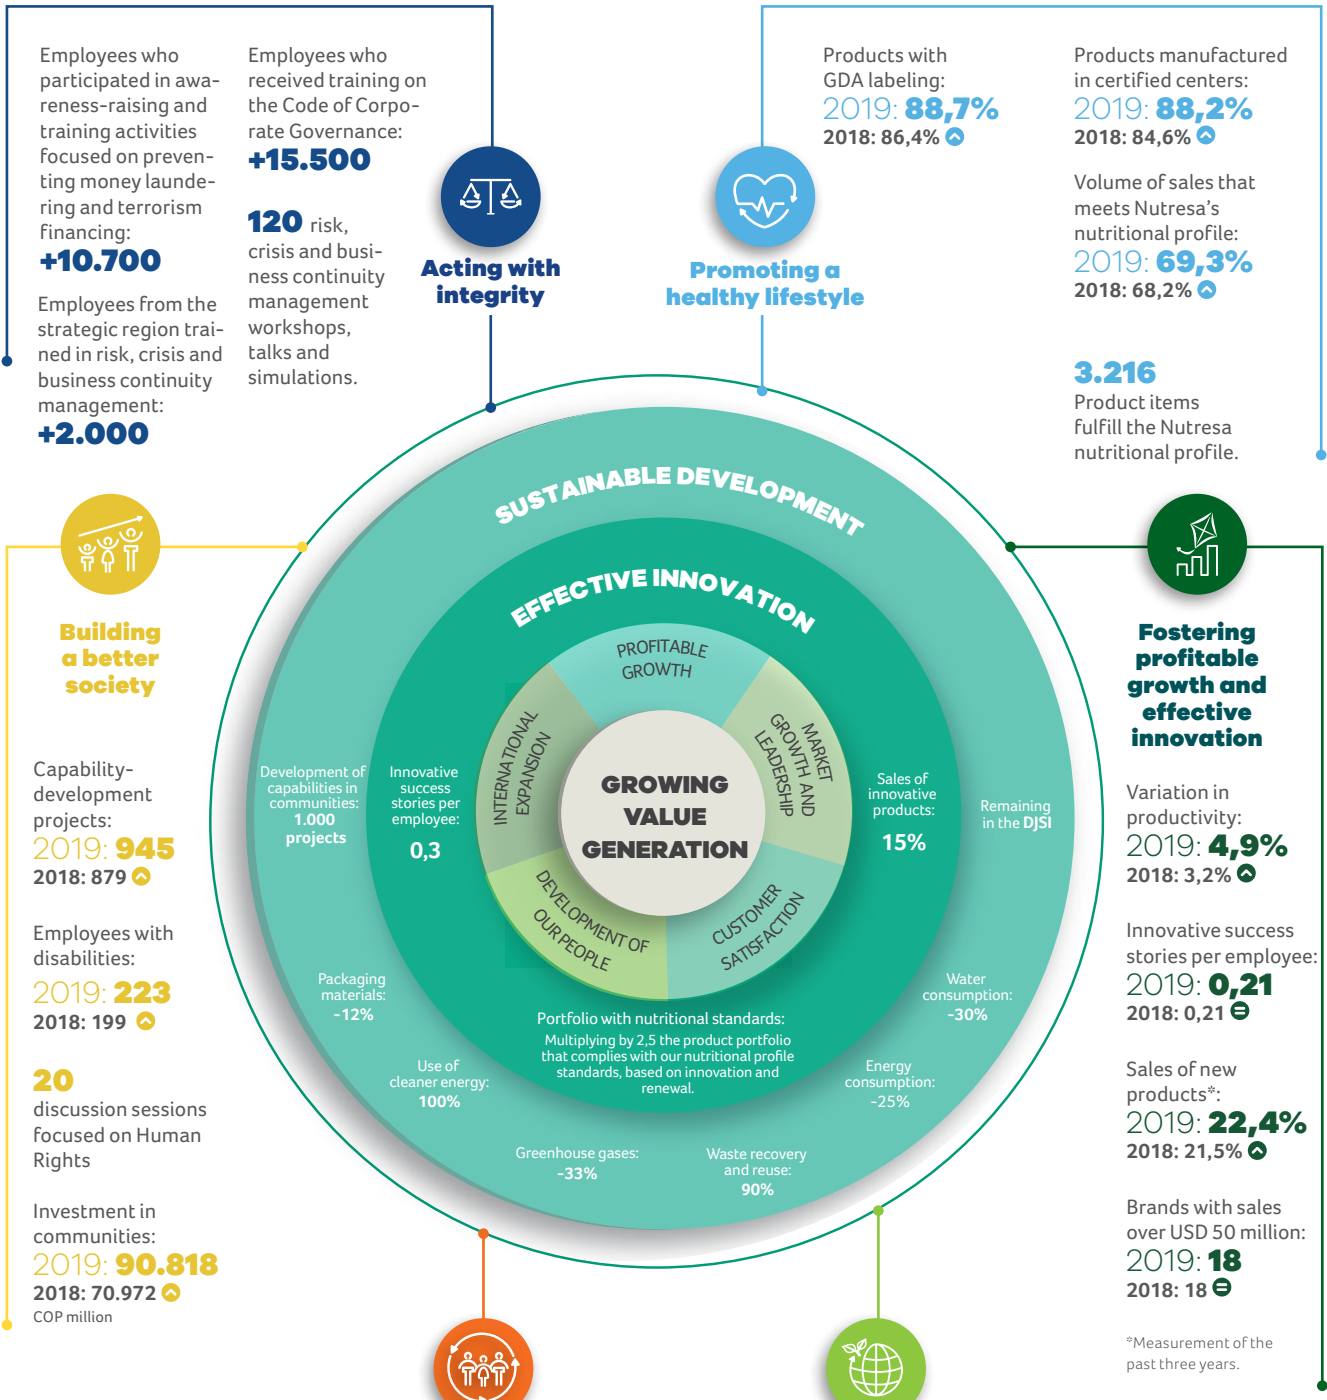 Employees who
participated in awa-
reness-raising and
training activities
focused on preven-
ting money launde-
ring and terrorism
financing:
+10.700
Employees from the
strategic region trai-
ned in risk, crisis and
business continuity
management:
+2.000
Employees who
received training on
the Code of Corpo-
rate Governance:
+15.500
120 risk,
crisis and busi-
ness continuity
management
workshops,
talks and
simulations.
Acting with
integrity
Promoting a
healthy lifestyle
Products with
GDA labeling:
2019: 88,7%
2018: 86,4%
Products manufactured
in certified centers:
2019: 88,2%
2018: 84,6%
Volume of sales that
meets Nutresa's
nutritional profile:
2019: 69,3%
2018: 68,2%
3.216
Product items
fulfill the Nutresa
nutritional profile.
Building
a better
society
Capability-
development
projects:
2019: 945
2018: 879
Employees with
disabilities:
2019: 223
2018: 199
20
discussion sessions
focused on Human
Rights
Investment in
communities:
2019: 90.818
2018: 70.972
COP million
SUSTAINABLE DEVELOPMENT
EFFECTIVE INNOVATION
PROFITABLE
GROWTH
MARKET
GROWTH AND
LEADERSHIP
CUSTOMER
SATISFACTION
DEVELOPMENT OF
OUR PEOPLE
INTERNATIONAL
EXPANSION
GROWING
VALUE
GENERATION
Development of
capabilities in
communities:
1.000
projects
Innovative
success
stories per
employee:
0,3
Sales of
innovative
products:
15%
Remaining
in the DJSI
Packaging
materials:
-12%
Water
consumption:
-30%
Portfolio with nutritional standards:
Multiplying by 2,5 the product portfolio
that complies with our nutritional profile
standards, based on innovation and
renewal.
Use of
cleaner energy:
100%
Energy
consumption:
-25%
Greenhouse gases:
-33%
Waste recovery
and reuse:
90%
Fostering
profitable
growth and
effective
innovation
Variation in
productivity:
2019: 4,9%
2018: 3,2%
Innovative success
stories per employee:
2019: 0,21
2018: 0,21
Sales of new
products*:
2019: 22,4%
2018: 21,5%
Brands with sales
over USD 50 million:
2019: 18
2018: 18
*Measurement of the
past three years.